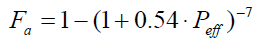 F_a = 1 − (1 + 0.54 · P_eff)^−7